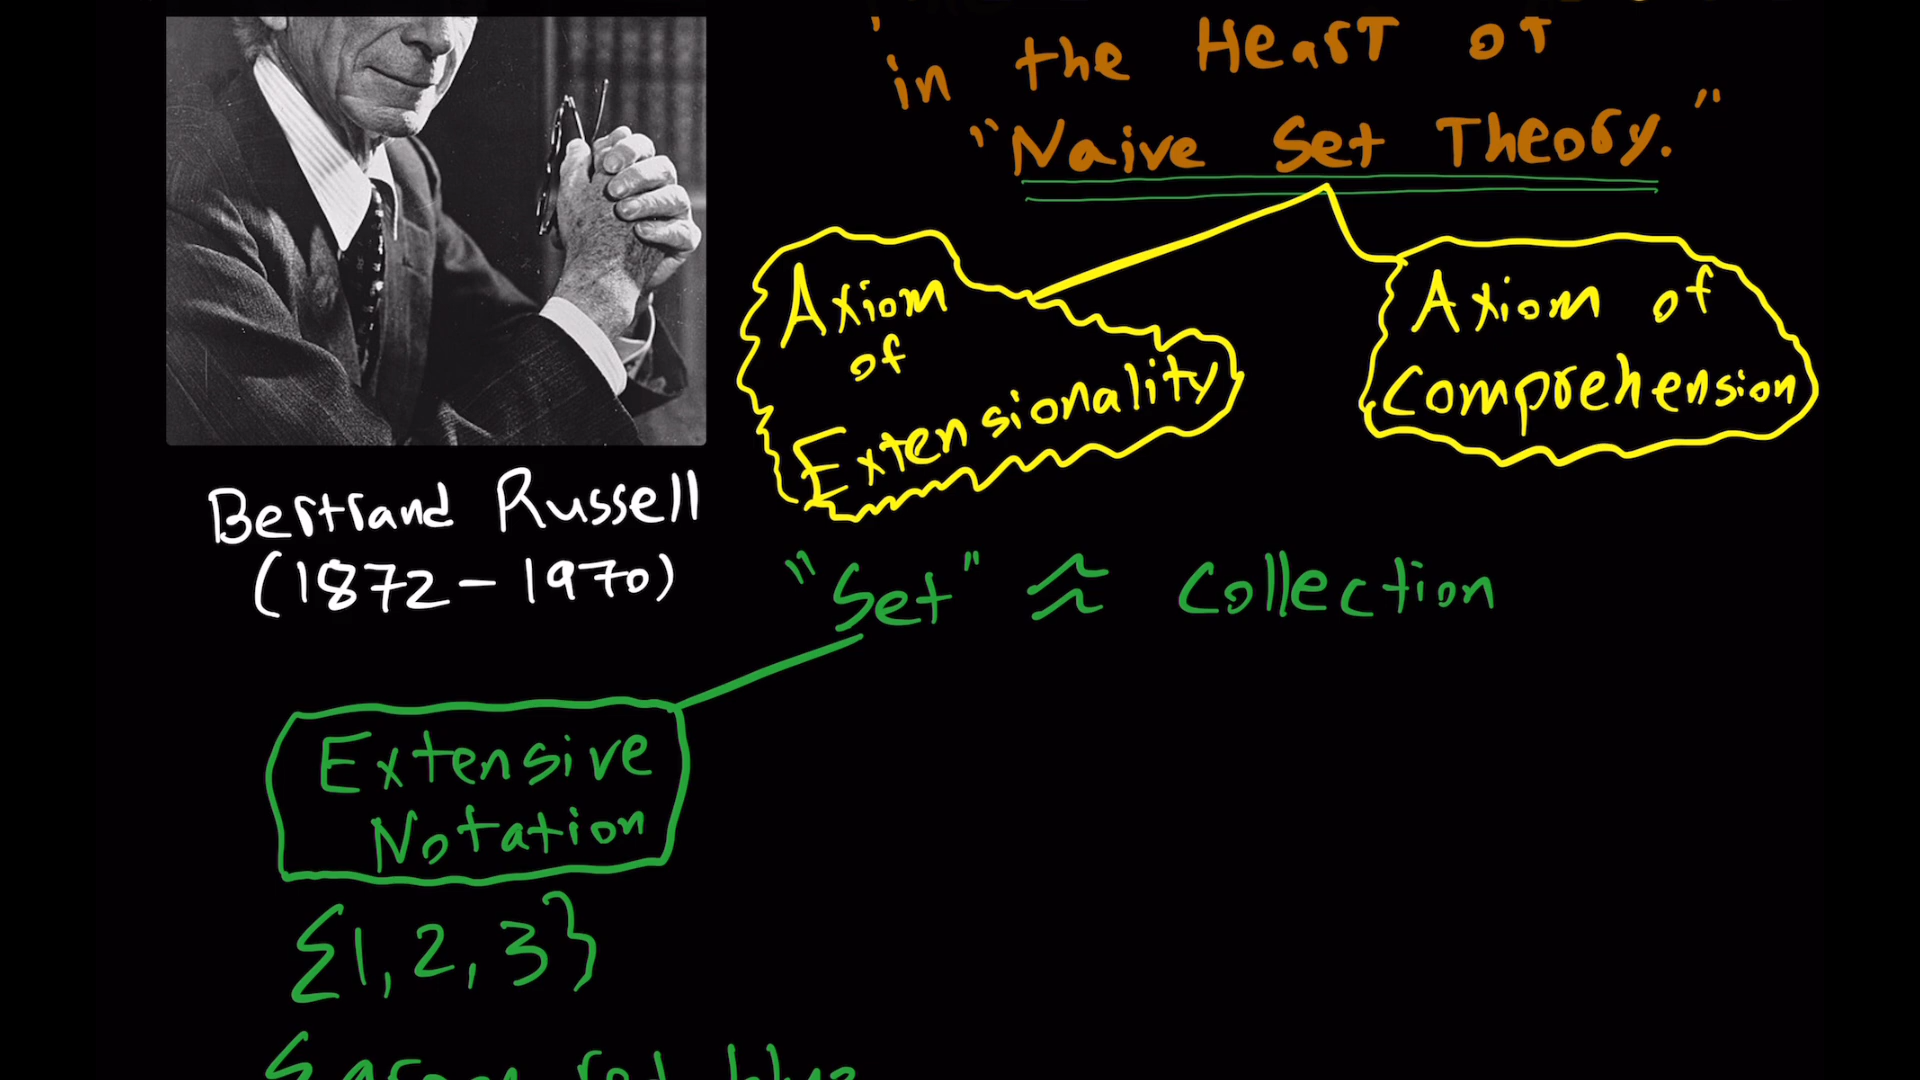 in the Heart of
"Naive Set Theory."
Axiom
of
Extensionality
Axiom of
Comprehension
Bertrand Russell
(1872-1970)
"Set" ≈ Collection
Extensive
Notation
{1, 2, 3}